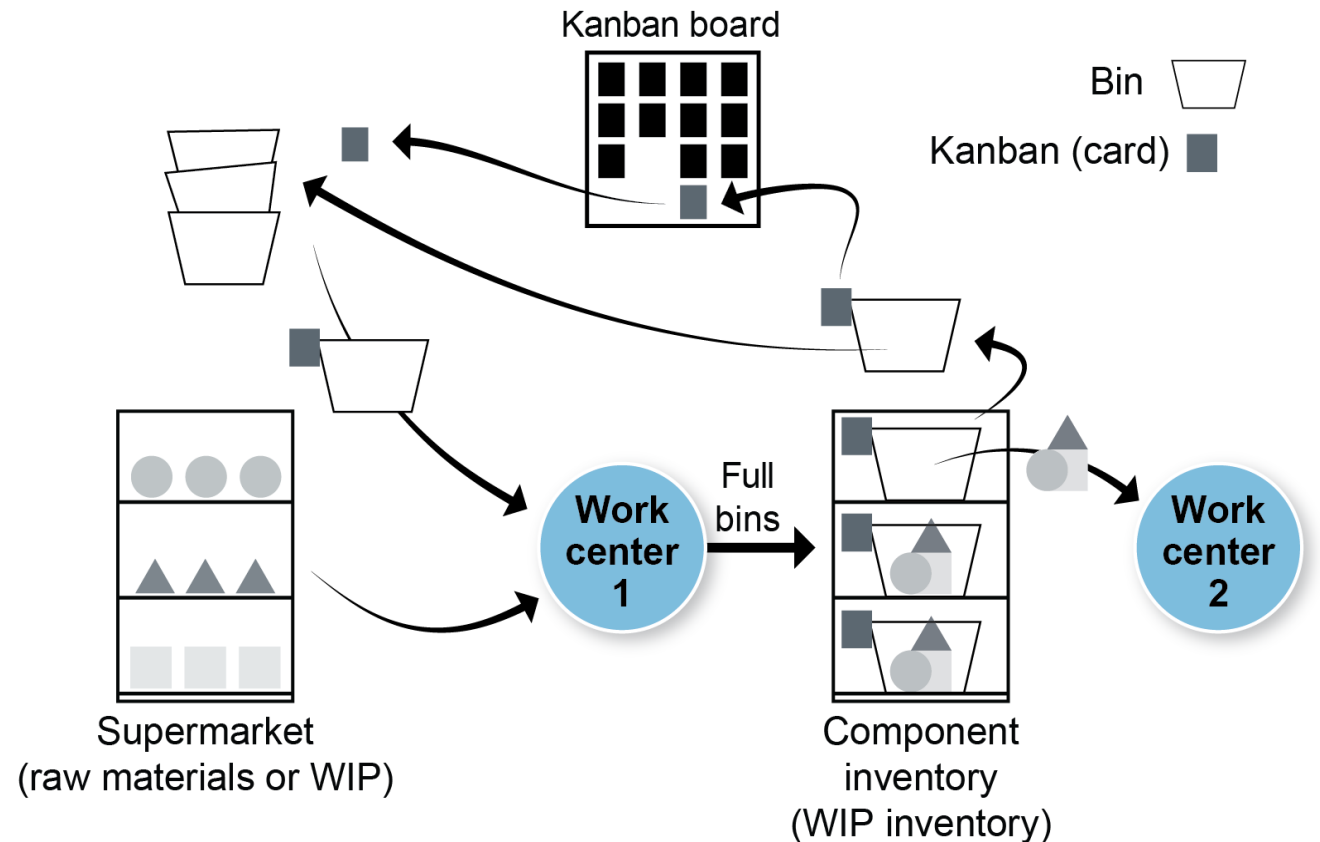 Kanban board
Bin
Kanban (card)
Full
bins
Work
center
1
Work
center
2
Supermarket
(raw materials or WIP)
Component
inventory
(WIP inventory)